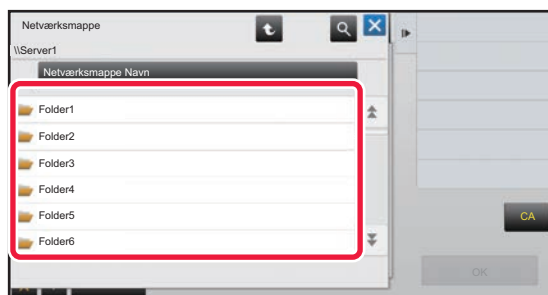 Netværksmappe
\\Server1
Netværksmappe Navn
Folder1
Folder2
Folder3
Folder4
Folder5
Folder6
CA
OK